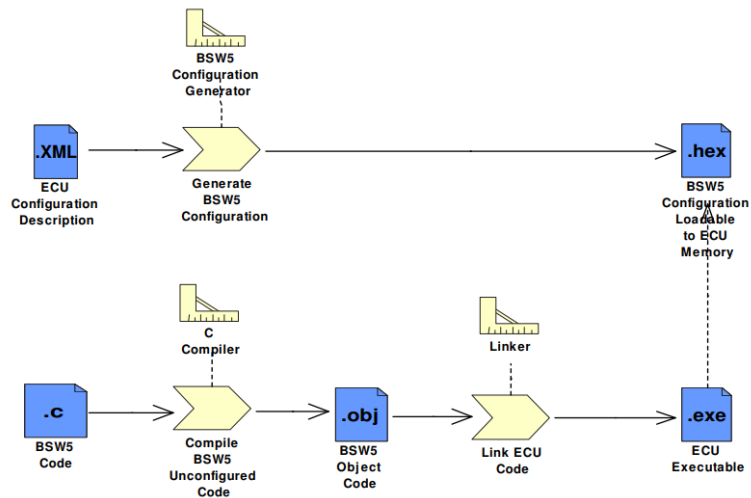 BSW5
Configuration
Generator
.XML
.hex
ECU
Configuration
Description
Generate
BSW5
Configuration
BSW5
Configuration
Loadable
to ECU
Memory
C
Compiler
Linker
.c
.obj
.exe
BSW5
Code
Compile
BSW5
Unconfigured
Code
BSW5
Object
Code
Link ECU
Code
ECU
Executable